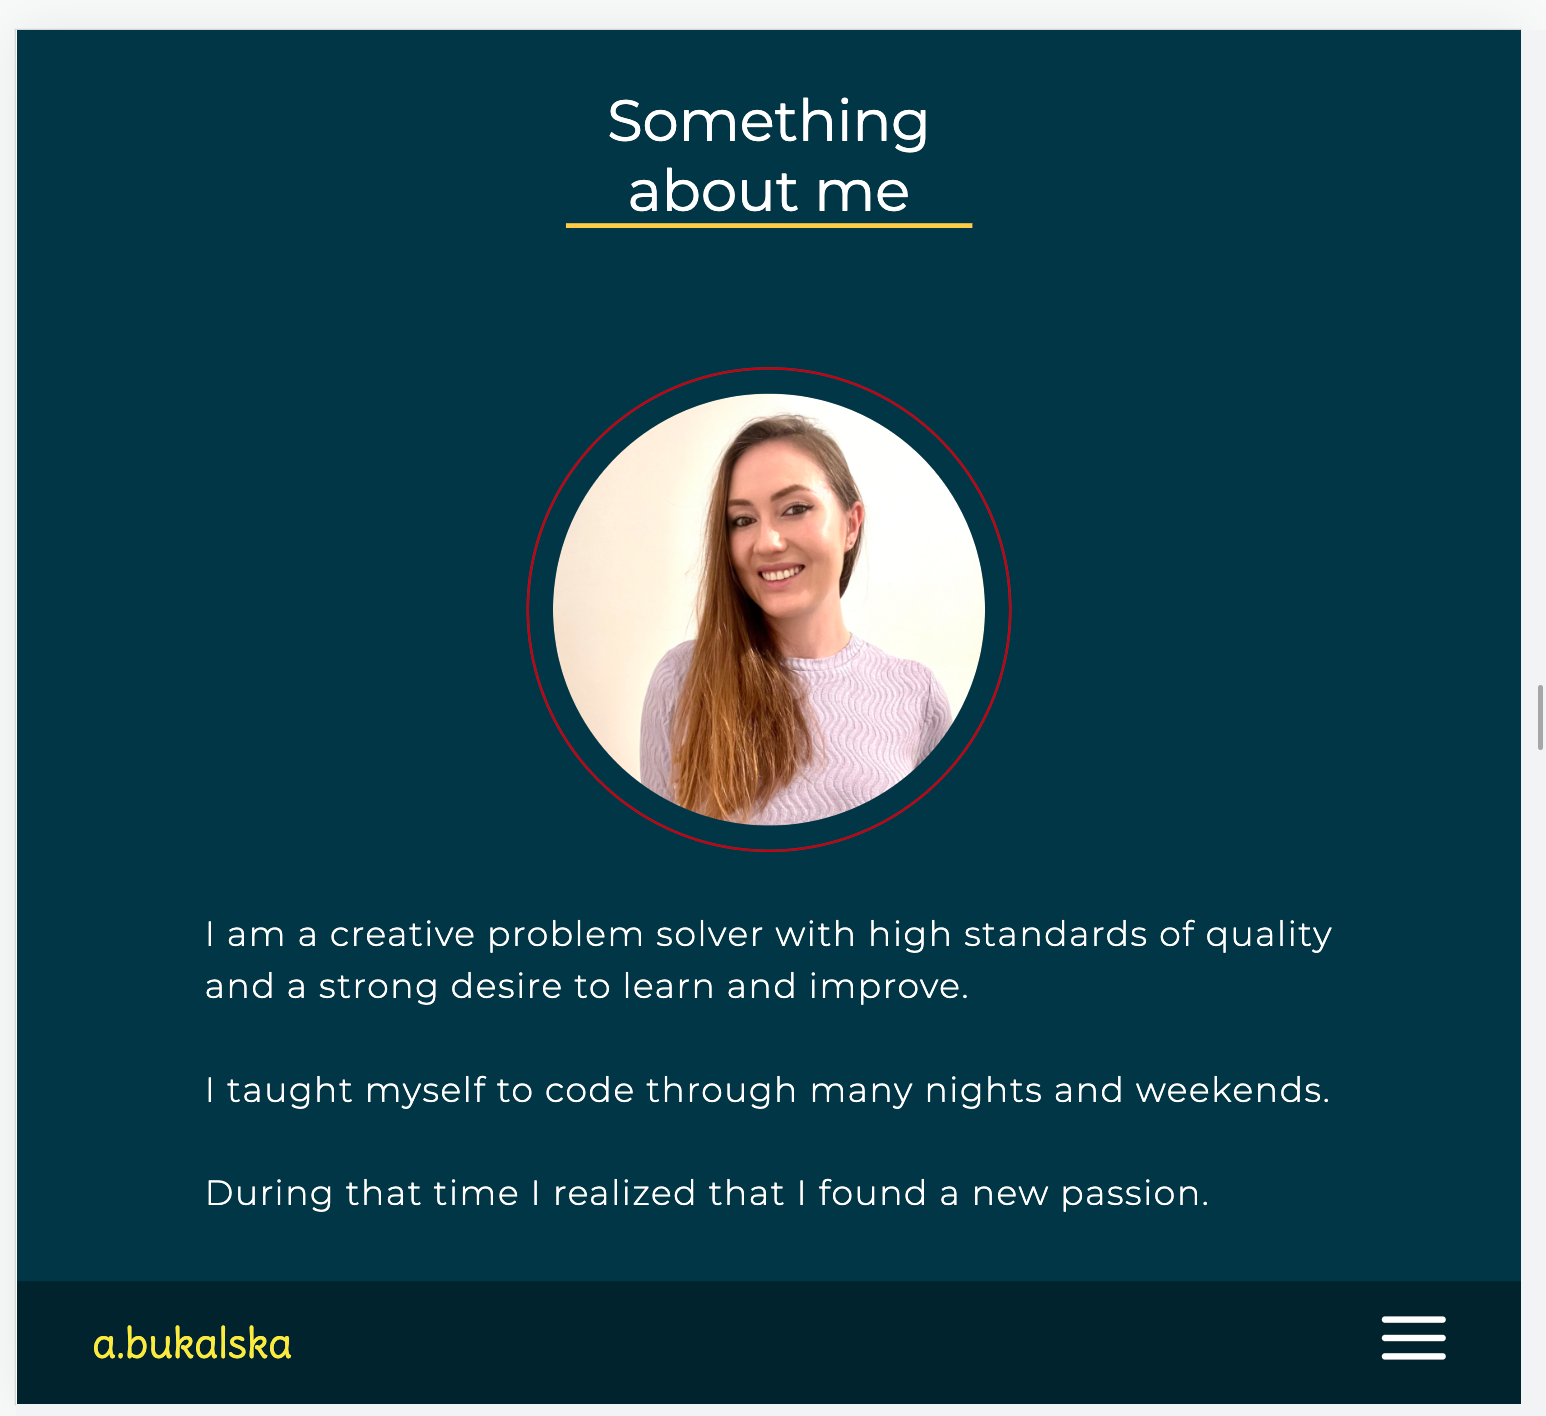 Something
about me
I am a creative problem solver with high standards of quality
and a strong desire to learn and improve.
I taught myself to code through many nights and weekends.
During that time I realized that I found a new passion.
a.bukalska